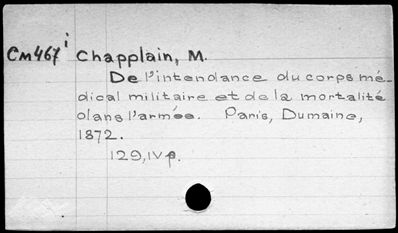 Cm467i Chapplain, M.
De l'intendance du corps mé-
dical militaire et de la mortalité
dans l'armée. Paris, Dumaine,
1872.
129, IV p.